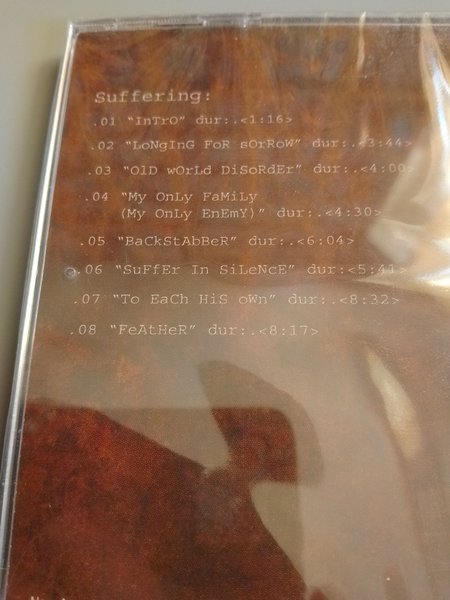 Suffering:
.01 "InTrO" dur:.<1:16>
.02 "LoNgInG FoR sOrRoW" dur:.<3:44>
.03 "OlD wOrLd DiSoRdEr" dur:.<4:00>
.04 "My OnLy FaMiLy
(My OnLy EnEmY)" dur:.<4:30>
.05 "BaCkStAbBeR" dur:.<6:04>
.06 "SuFfEr In SiLeNcE" dur:<5:41>
.07 "To EaCh HiS oWn" dur:.<8:32>
.08 "FeAtHeR" dur:.<8:17>